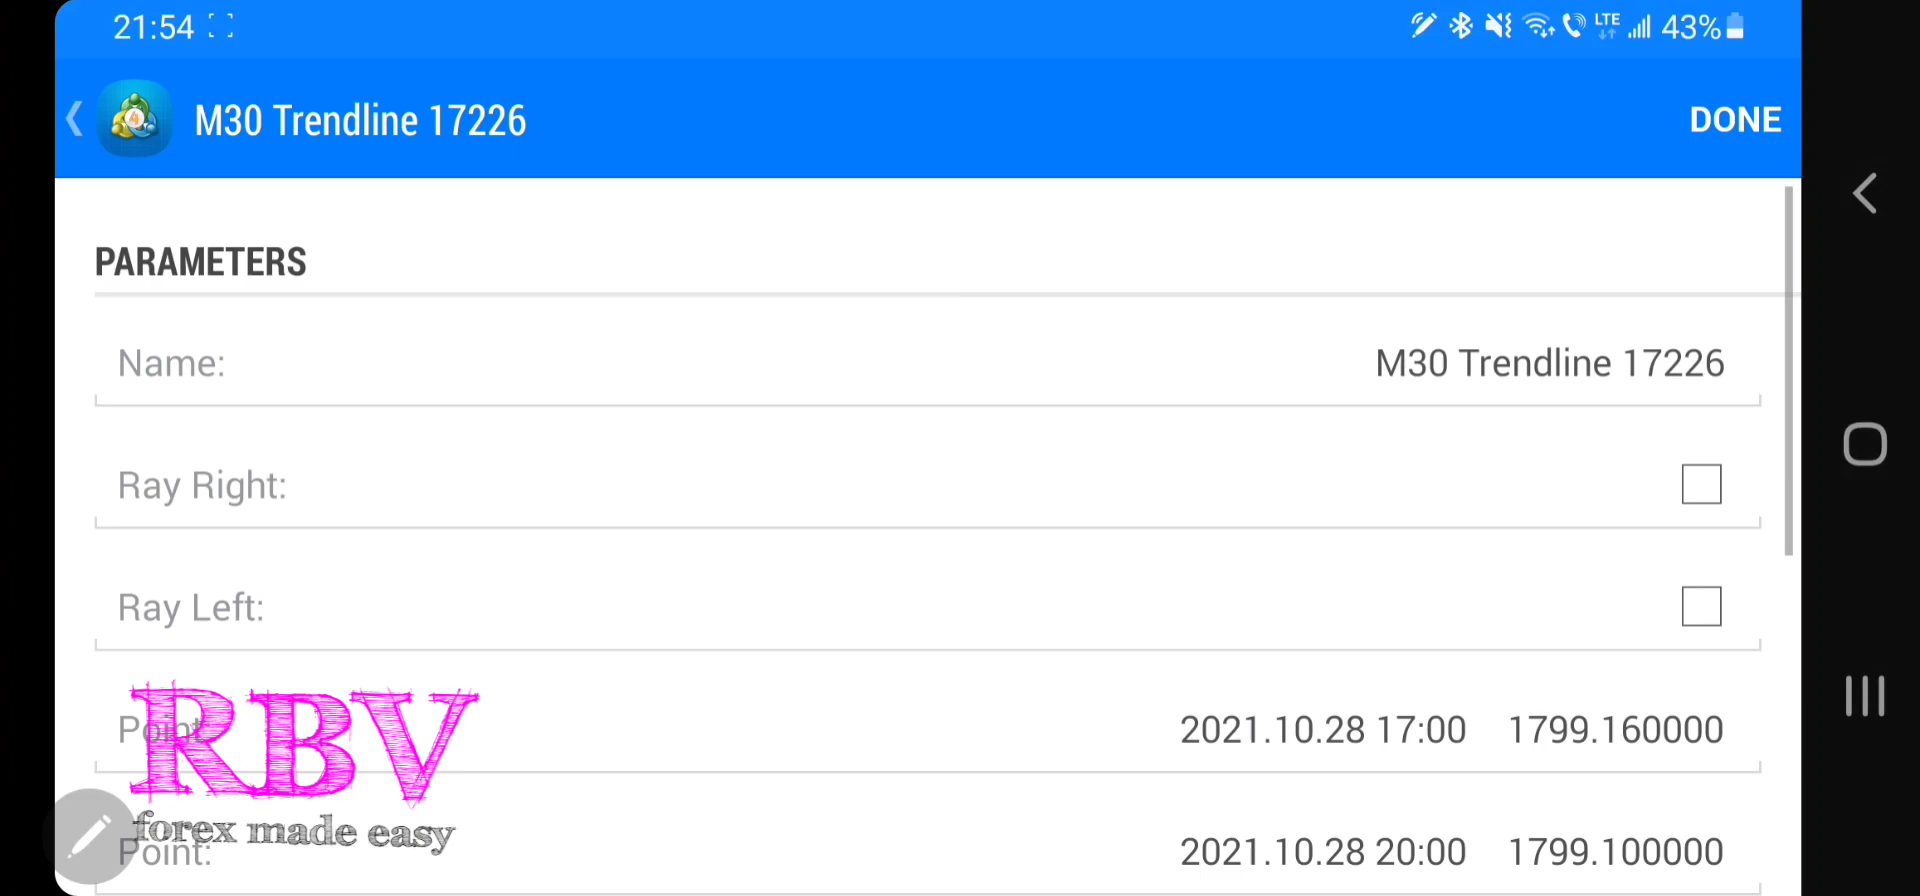 21:54 LTE 43%
M30 Trendline 17226 DONE
PARAMETERS
Name: M30 Trendline 17226
Ray Right:
Ray Left:
Point: 2021.10.28 17:00 1799.160000
RBV
forex made easy
Point: 2021.10.28 20:00 1799.100000